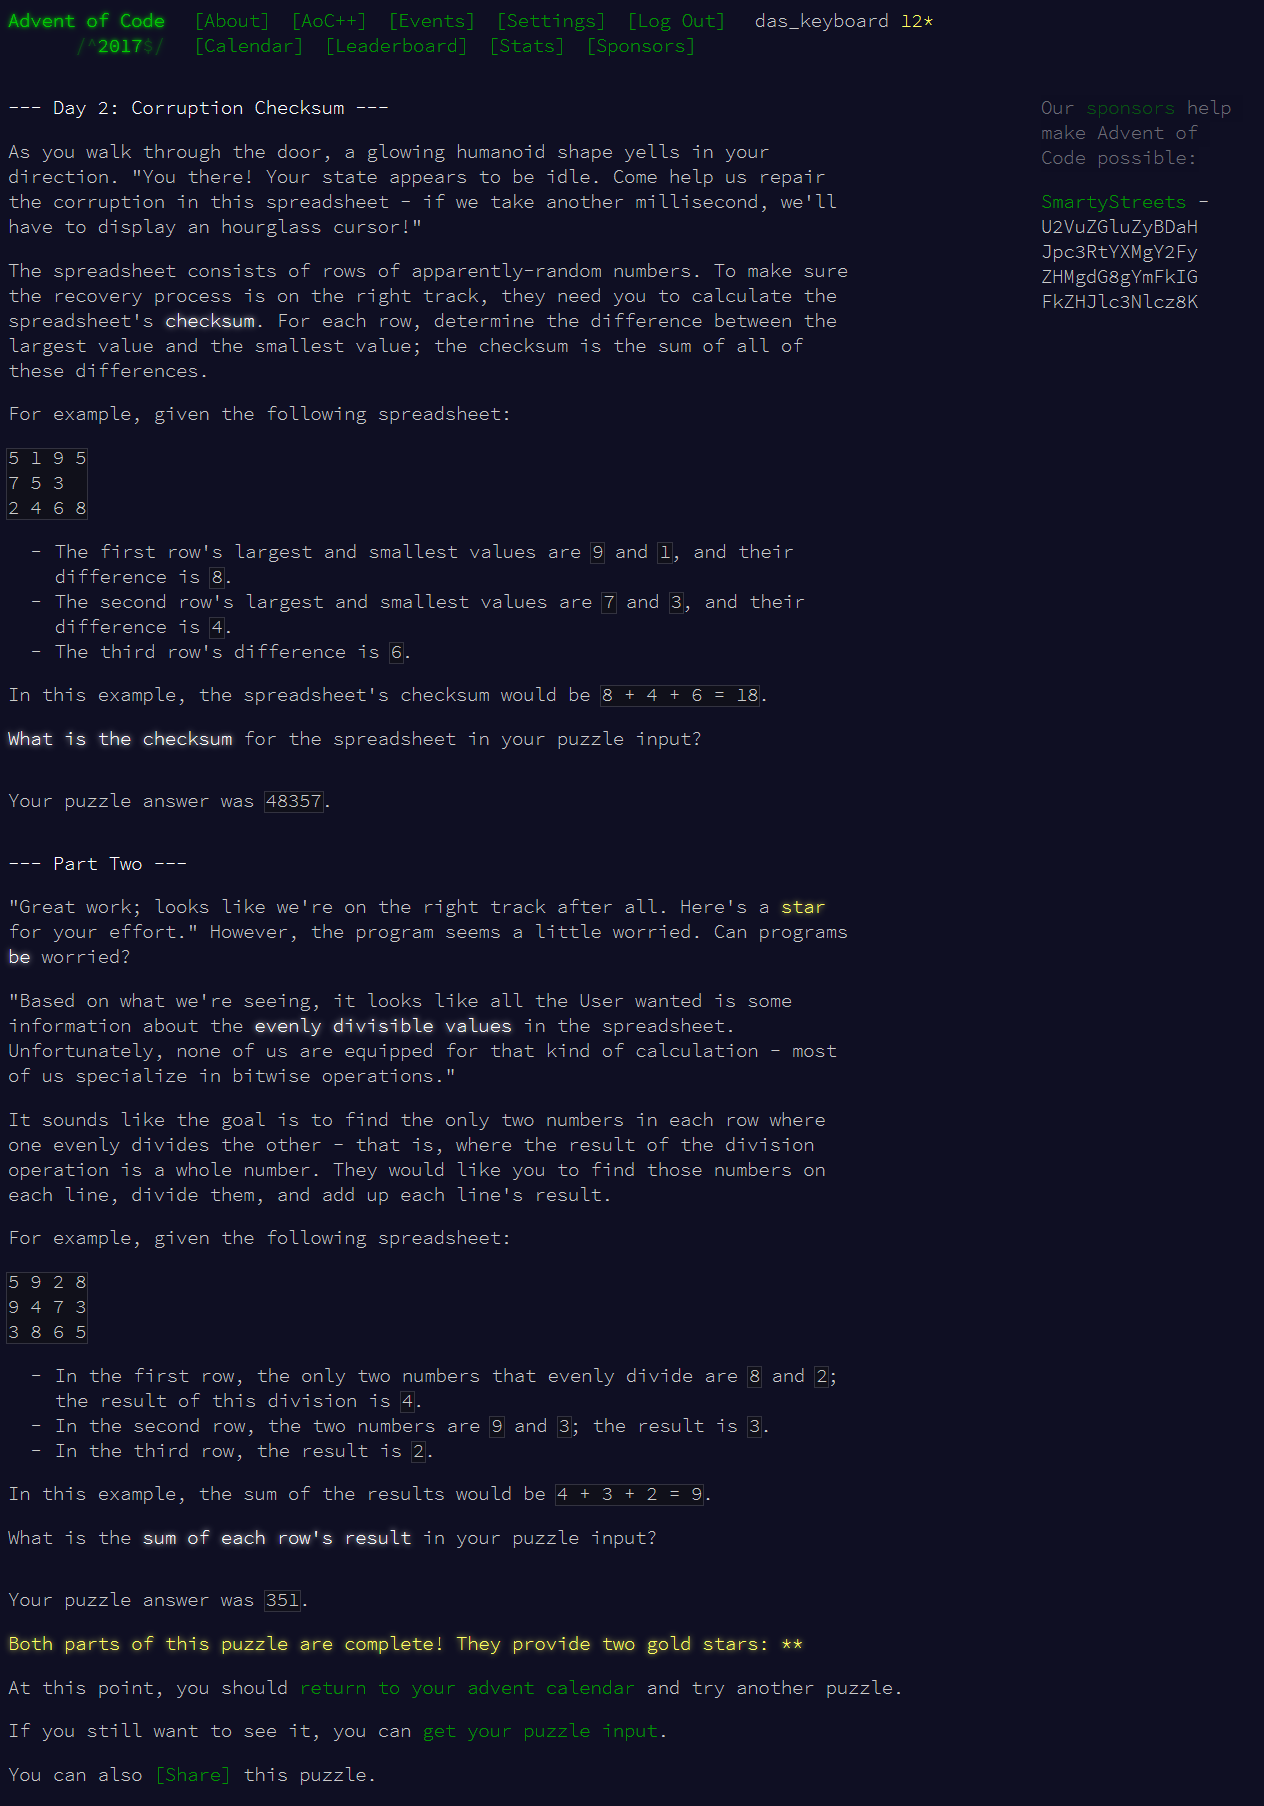 Advent of Code [About] [AoC++] [Events] [Settings] [Log Out] das_keyboard 12*
/^2017$/ [Calendar] [Leaderboard] [Stats] [Sponsors]
--- Day 2: Corruption Checksum ---
As you walk through the door, a glowing humanoid shape yells in your
direction. "You there! Your state appears to be idle. Come help us repair
the corruption in this spreadsheet - if we take another millisecond, we'll
have to display an hourglass cursor!"
The spreadsheet consists of rows of apparently-random numbers. To make sure
the recovery process is on the right track, they need you to calculate the
spreadsheet's checksum. For each row, determine the difference between the
largest value and the smallest value; the checksum is the sum of all of
these differences.
For example, given the following spreadsheet:
5 1 9 5
7 5 3
2 4 6 8
- The first row's largest and smallest values are 9 and 1, and their
difference is 8.
- The second row's largest and smallest values are 7 and 3, and their
difference is 4.
- The third row's difference is 6.
In this example, the spreadsheet's checksum would be 8 + 4 + 6 = 18.
What is the checksum for the spreadsheet in your puzzle input?
Your puzzle answer was 48357.
--- Part Two ---
"Great work; looks like we're on the right track after all. Here's a star
for your effort." However, the program seems a little worried. Can programs
be worried?
"Based on what we're seeing, it looks like all the User wanted is some
information about the evenly divisible values in the spreadsheet.
Unfortunately, none of us are equipped for that kind of calculation - most
of us specialize in bitwise operations."
It sounds like the goal is to find the only two numbers in each row where
one evenly divides the other - that is, where the result of the division
operation is a whole number. They would like you to find those numbers on
each line, divide them, and add up each line's result.
For example, given the following spreadsheet:
5 9 2 8
9 4 7 3
3 8 6 5
- In the first row, the only two numbers that evenly divide are 8 and 2;
the result of this division is 4.
- In the second row, the two numbers are 9 and 3; the result is 3.
- In the third row, the result is 2.
In this example, the sum of the results would be 4 + 3 + 2 = 9.
What is the sum of each row's result in your puzzle input?
Your puzzle answer was 351.
Both parts of this puzzle are complete! They provide two gold stars: **
At this point, you should return to your advent calendar and try another puzzle.
If you still want to see it, you can get your puzzle input.
You can also [Share] this puzzle.
Our sponsors help
make Advent of
Code possible:
SmartyStreets -
U2VuZGluZyBDaH
Jpc3RtYXMgY2Fy
ZHMgdG8gYmFkIG
FkZHJlc3Nlcz8K